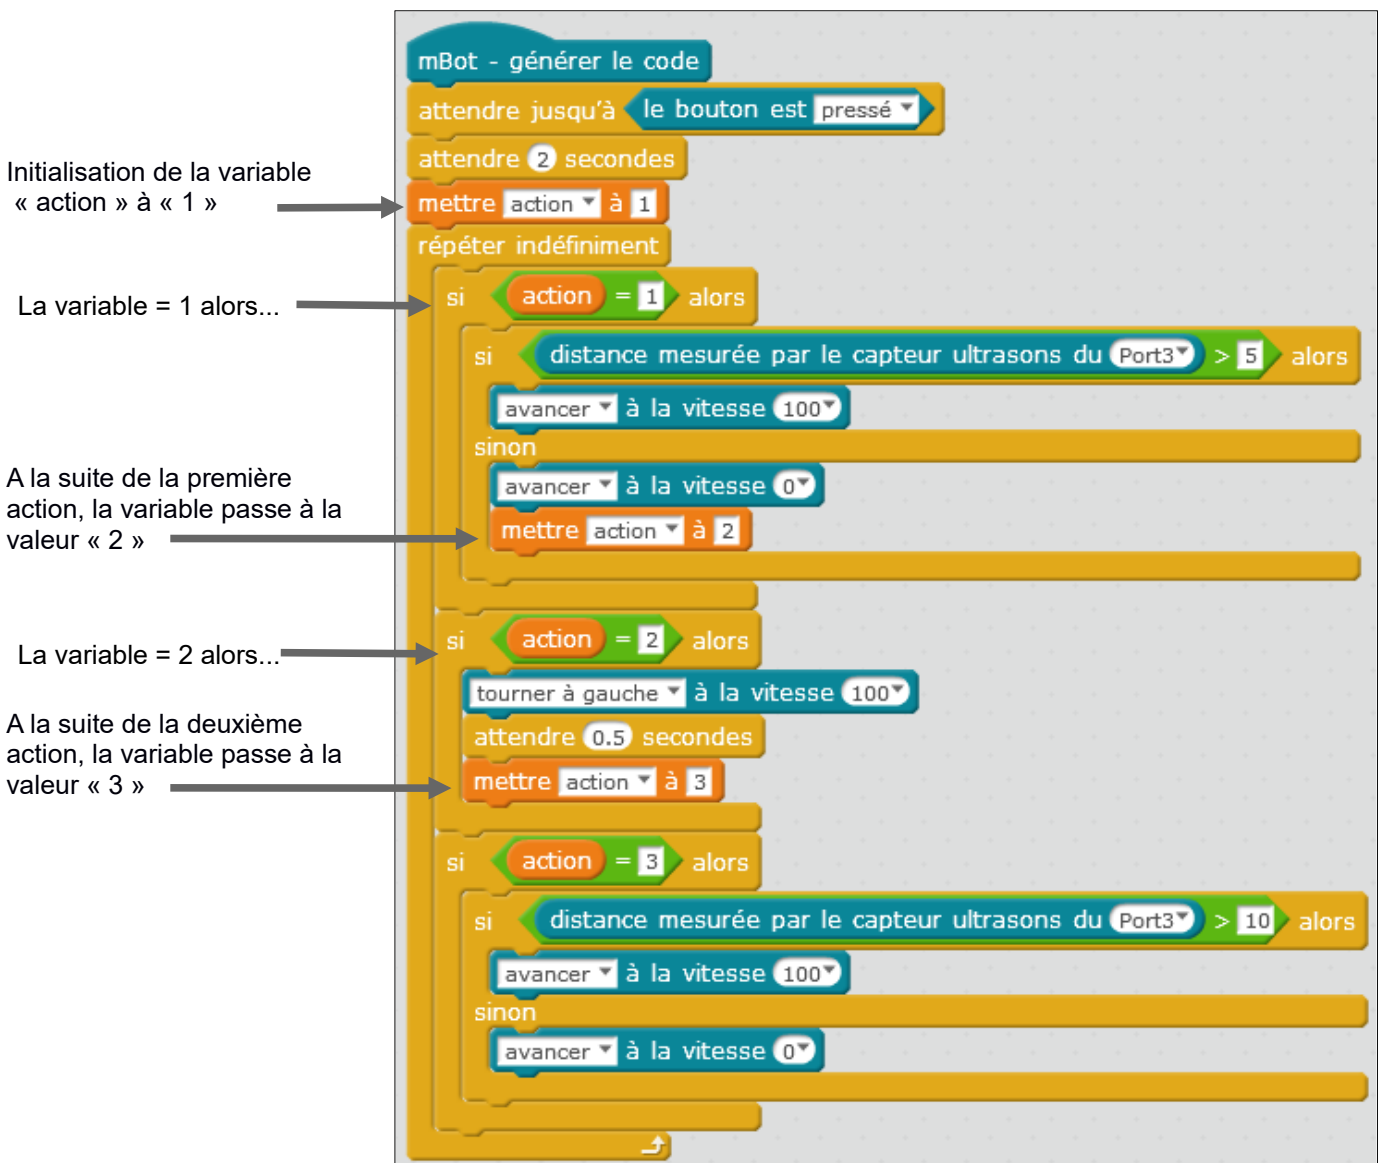 mBot - générer le code
attendre jusqu'à le bouton est pressé
attendre 2 secondes
Initialisation de la variable
« action » à « 1 »
mettre action à 1
répéter indéfiniment
La variable = 1 alors...
si action = 1 alors
si distance mesurée par le capteur ultrasons du Port3 > 5 alors
avancer à la vitesse 100
sinon
A la suite de la première
action, la variable passe à la
valeur « 2 »
avancer à la vitesse 0
mettre action à 2
La variable = 2 alors...
si action = 2 alors
tourner à gauche à la vitesse 100
A la suite de la deuxième
action, la variable passe à la
valeur « 3 »
attendre 0.5 secondes
mettre action à 3
si action = 3 alors
si distance mesurée par le capteur ultrasons du Port3 > 10 alors
avancer à la vitesse 100
sinon
avancer à la vitesse 0